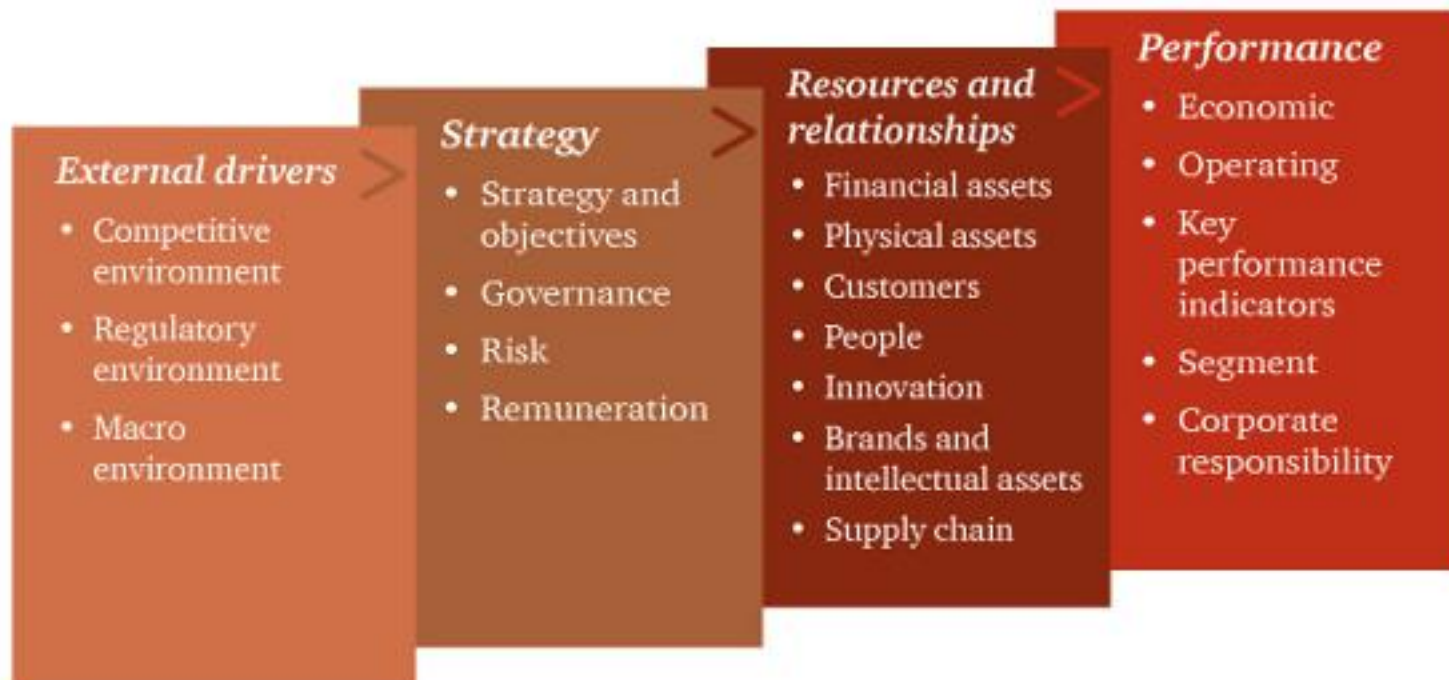 External drivers >
• Competitive
environment
• Regulatory
environment
• Macro
environment
Strategy >
• Strategy and
objectives
• Governance
• Risk
• Remuneration
Resources and >
relationships
• Financial assets
• Physical assets
• Customers
• People
• Innovation
• Brands and
intellectual assets
• Supply chain
Performance
• Economic
• Operating
• Key
performance
indicators
• Segment
• Corporate
responsibility